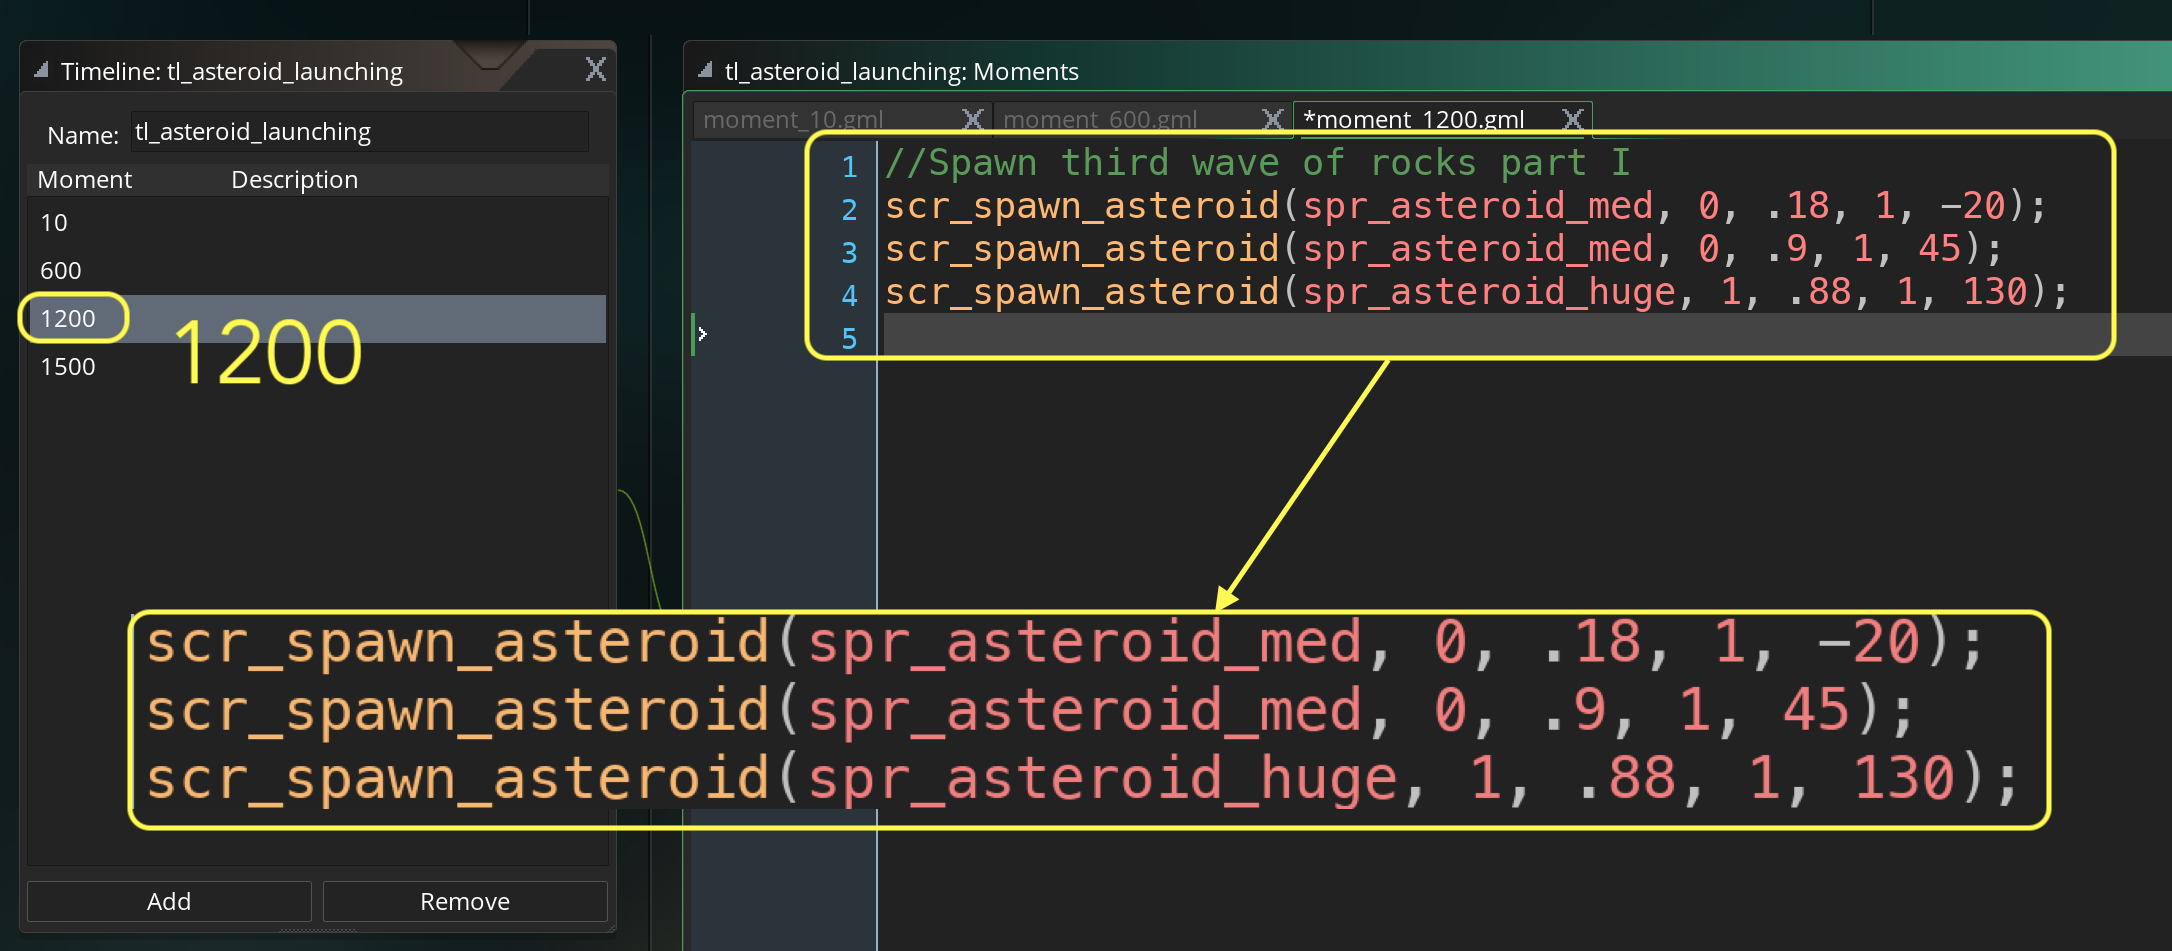 Timeline: tl_asteroid_launching
X
Name: tl_asteroid_launching
Moment Description
10
600
1200
1500
1200
Add Remove
tl_asteroid_launching: Moments
moment_10.gml X moment_600.gml X *moment_1200.gml X
1 //Spawn third wave of rocks part I
2 scr_spawn_asteroid(spr_asteroid_med, 0, .18, 1, -20);
3 scr_spawn_asteroid(spr_asteroid_med, 0, .9, 1, 45);
4 scr_spawn_asteroid(spr_asteroid_huge, 1, .88, 1, 130);
5
scr_spawn_asteroid(spr_asteroid_med, 0, .18, 1, -20);
scr_spawn_asteroid(spr_asteroid_med, 0, .9, 1, 45);
scr_spawn_asteroid(spr_asteroid_huge, 1, .88, 1, 130);